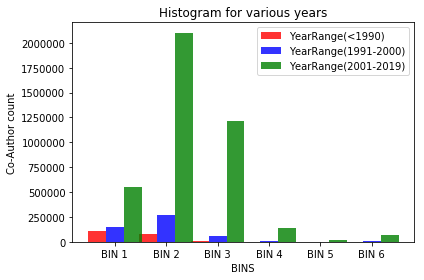 Histogram for various years
YearRange(<1990)
YearRange(1991-2000)
YearRange(2001-2019)
Co-Author count
2000000
1750000
1500000
1250000
1000000
750000
500000
250000
0
BIN 1 BIN 2 BIN 3 BIN 4 BIN 5 BIN 6
BINS